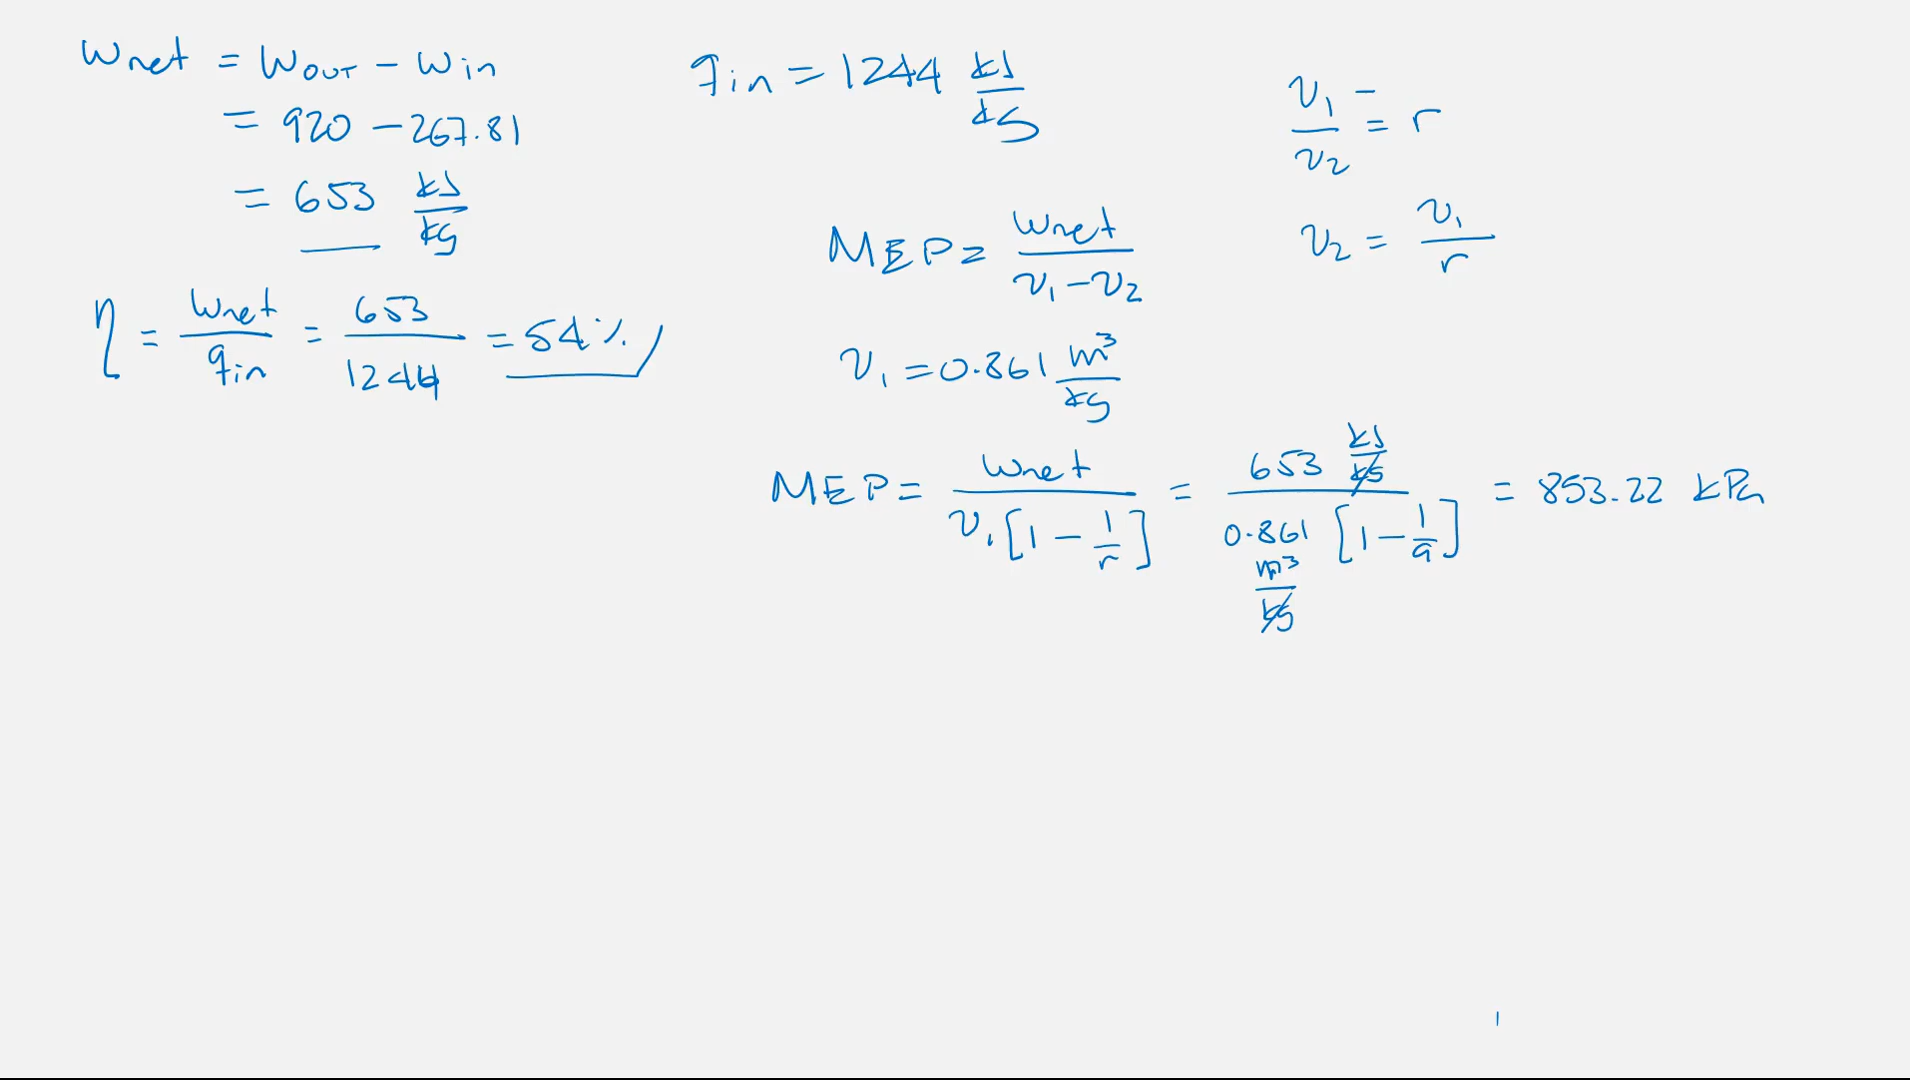 Wnet = WOUT - Win
= 920 - 267.81
= 653 kJ/kg
η = Wnet/qin = 653/1244 = 54%
qin = 1244 kJ/kg
MEP = Wnet/(v1 - v2)
v1 = 0.861 m³/kg
MEP = Wnet/(v1[1 - 1/r]) = 653 kJ/kg/(0.861 m³/kg [1 - 1/9]) = 853.22 kPa
v1/v2 = r
v2 = v1/r